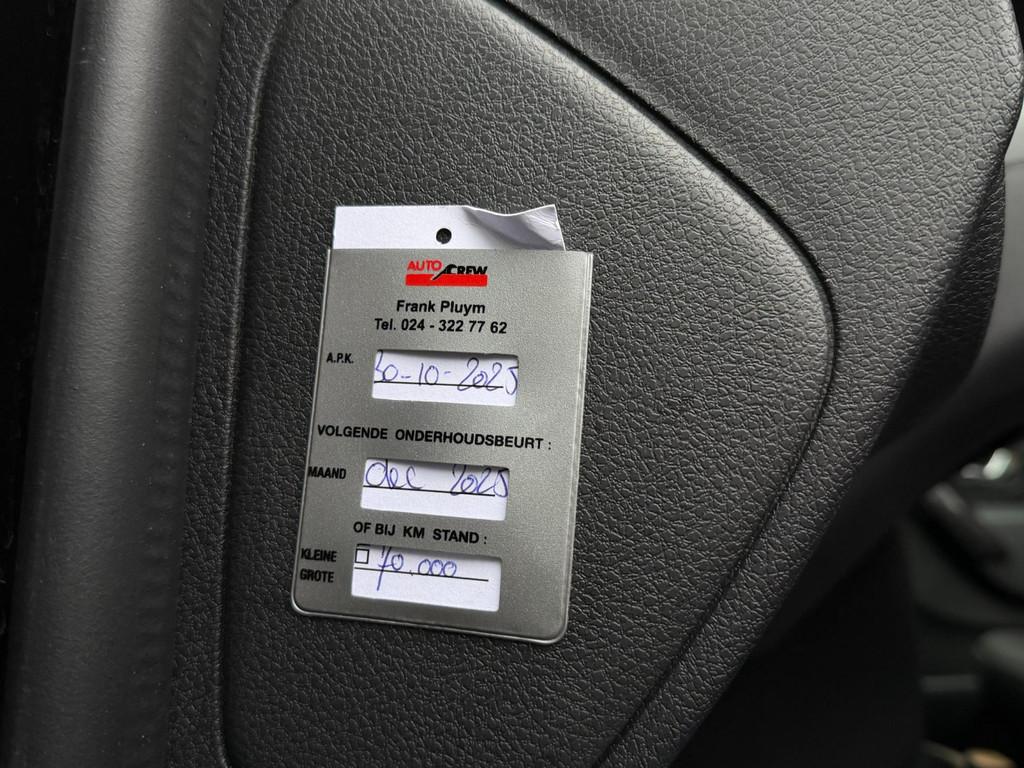 AUTO CREW
Frank Pluym
Tel. 024 - 322 77 62
A.P.K. 30-10-2025
VOLGENDE ONDERHOUDSBEURT :
MAAND dec 2025
OF BIJ KM STAND :
KLEINE 70.000
GROTE